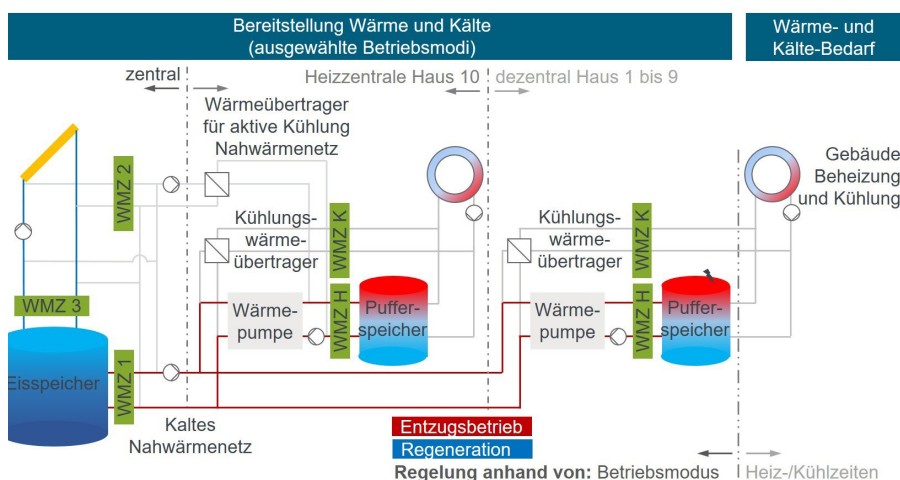 Bereitstellung Wärme und Kälte
(ausgewählte Betriebsmodi)
Wärme- und
Kälte-Bedarf
zentral
Heizzentrale Haus 10
dezentral Haus 1 bis 9
Wärmeübertrager
für aktive Kühlung
Nahwärmenetz
Gebäude
Beheizung
und Kühlung
WMZ 2
Kühlungs-
wärme-
übertrager
WMZ K
Kühlungs-
wärme-
übertrager
WMZ K
WMZ 3
Wärme-
pumpe
WMZ H
Puffer-
speicher
Wärme-
pumpe
WMZ H
Puffer-
speicher
Eisspeicher
WMZ 1
Kaltes
Nahwärmenetz
Entzugsbetrieb
Regeneration
Regelung anhand von: Betriebsmodus
Heiz-/Kühlzeiten